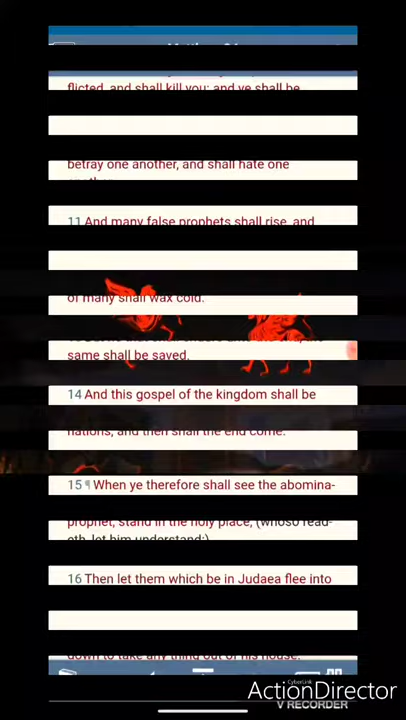 flicted, and shall kill you: and ye shall be
betray one another, and shall hate one
11 And many false prophets shall rise, and
of many shall wax cold.
same shall be saved.
14 And this gospel of the kingdom shall be
nations, and then shall the end come.
15 ¶ When ye therefore shall see the abomina-
prophet, stand in the holy place, (whoso read-
eth, let him understand:)
16 Then let them which be in Judaea flee into
down to take any thing out of his house:
CyberLink
ActionDirector
V RECORDER